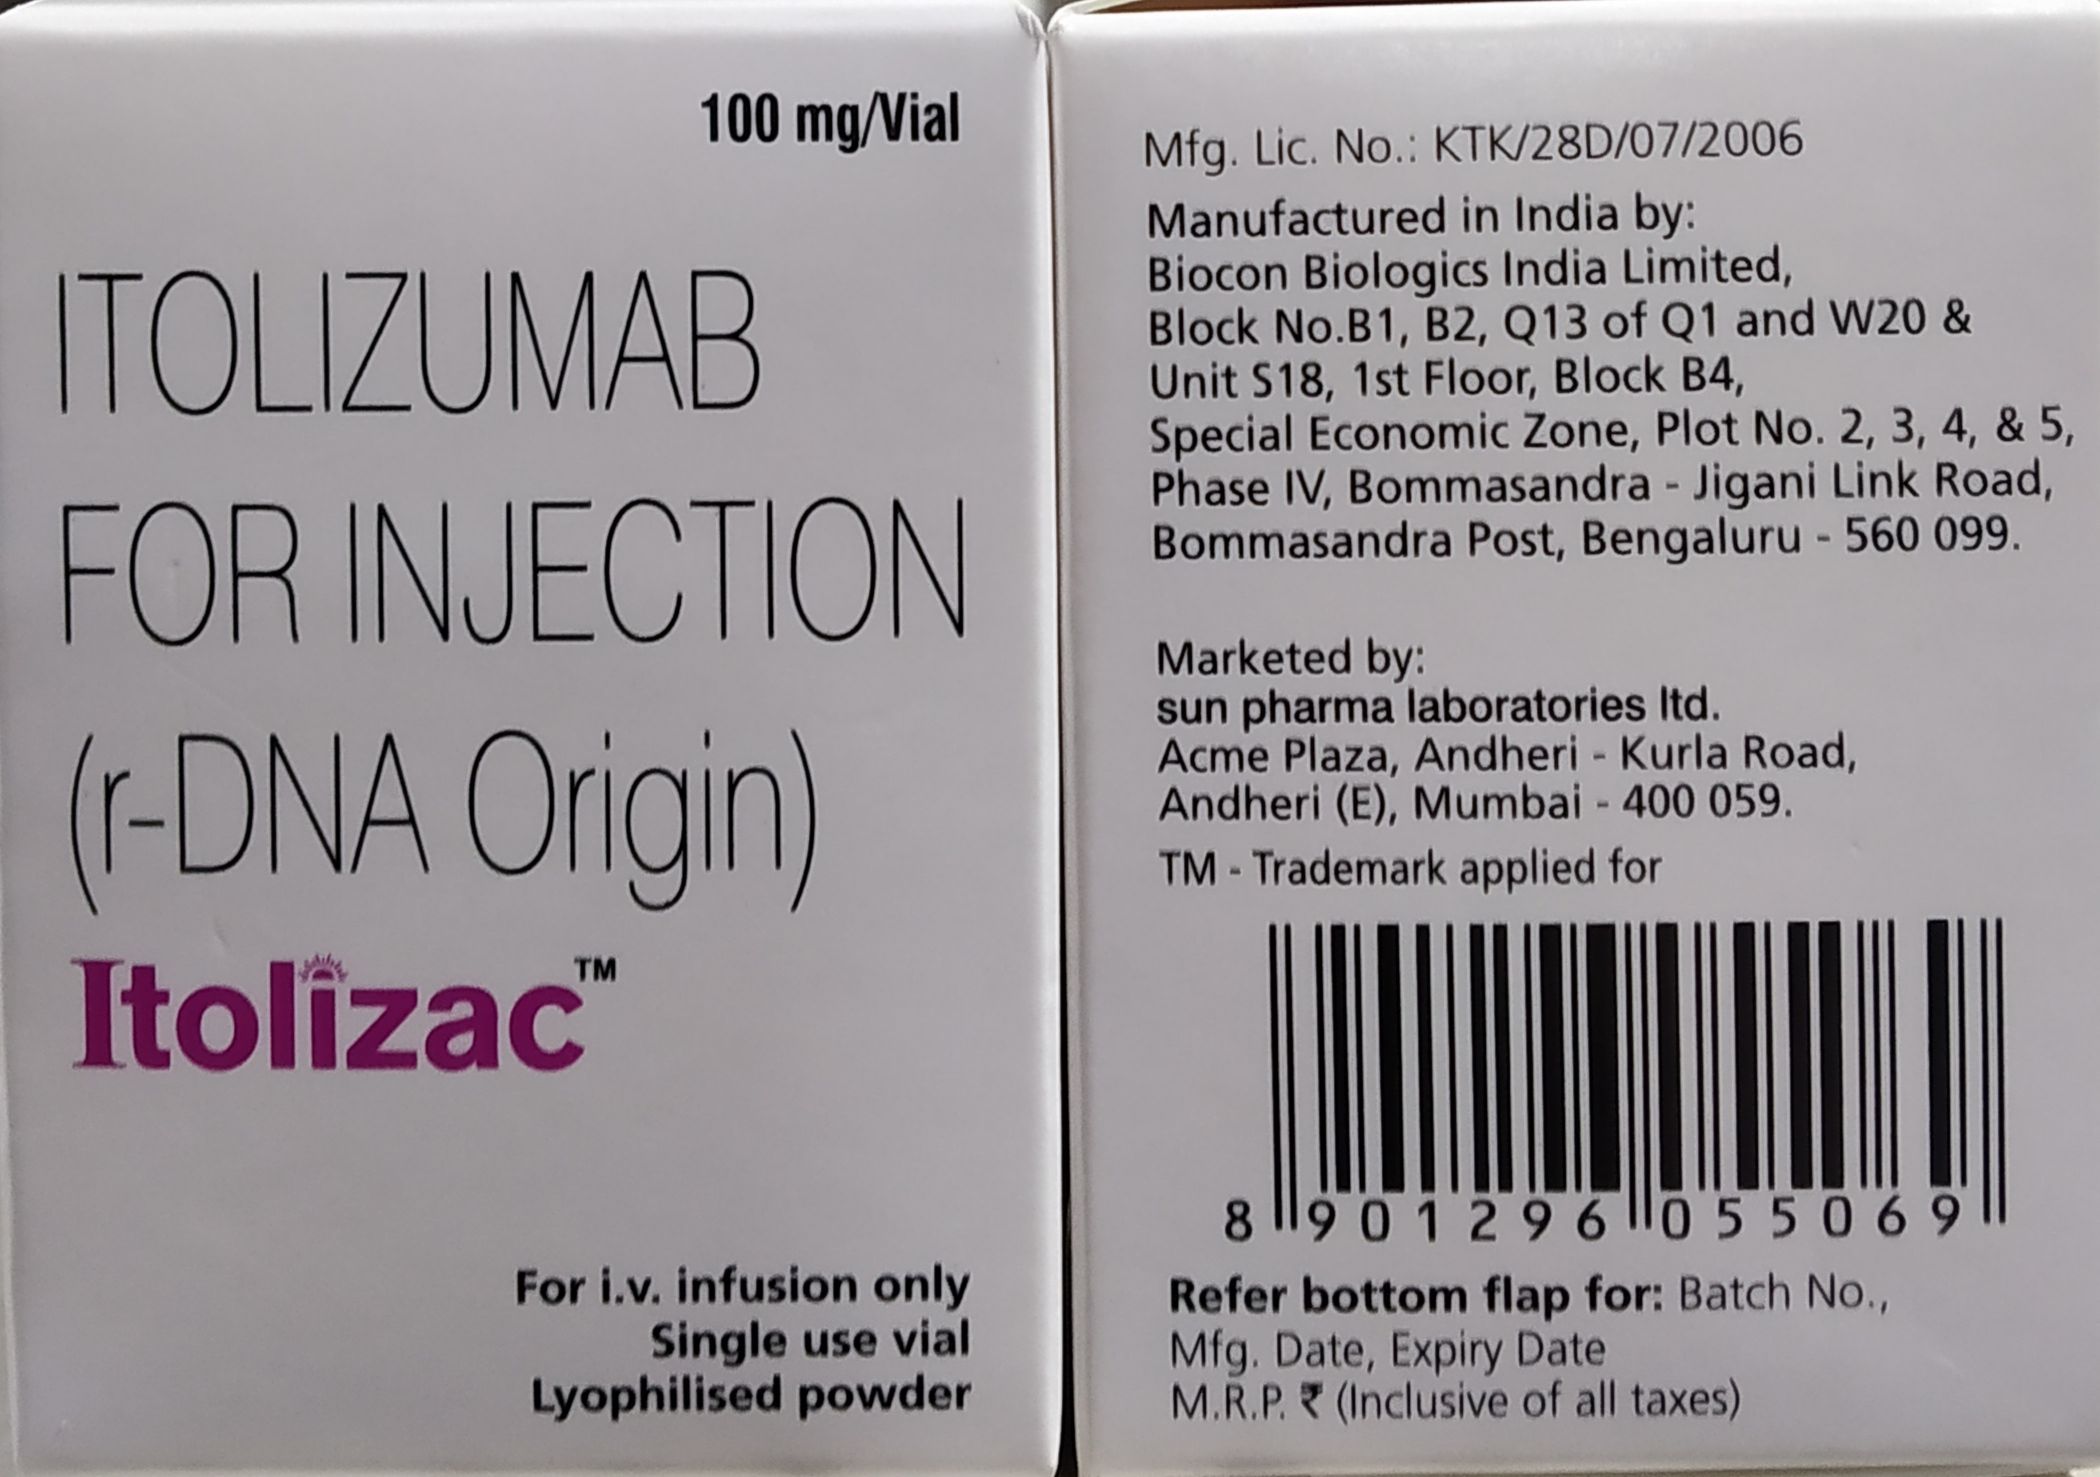 100 mg/Vial
ITOLIZUMAB
FOR INJECTION
(r-DNA Origin)
Itolizac™
For i.v. infusion only
Single use vial
Lyophilised powder
Mfg. Lic. No.: KTK/28D/07/2006
Manufactured in India by:
Biocon Biologics India Limited,
Block No.B1, B2, Q13 of Q1 and W20 &
Unit S18, 1st Floor, Block B4,
Special Economic Zone, Plot No. 2, 3, 4, & 5,
Phase IV, Bommasandra - Jigani Link Road,
Bommasandra Post, Bengaluru - 560 099.
Marketed by:
sun pharma laboratories ltd.
Acme Plaza, Andheri - Kurla Road,
Andheri (E), Mumbai - 400 059.
TM - Trademark applied for
8 901296 055069
Refer bottom flap for: Batch No.,
Mfg. Date, Expiry Date
M.R.P. ₹ (Inclusive of all taxes)